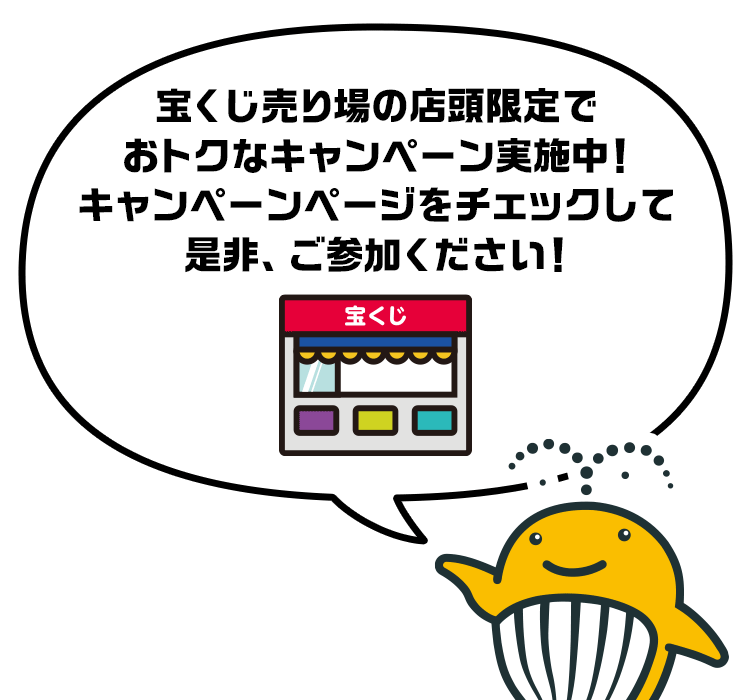 宝くじ売り場の店頭限定で
おトクなキャンペーン実施中！
キャンペーンページをチェックして
是非、ご参加ください！
宝くじ